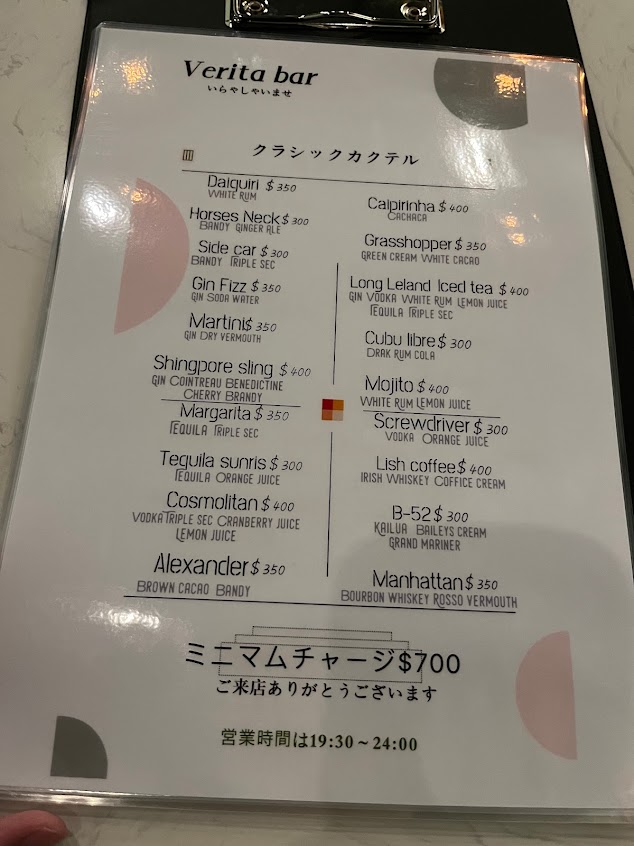 Verita bar
いらやしやいませ
クラシックカクテル
Daiquiri $350
WHITE RUM
Horses Neck $300
BANDY GINGER ALE
Side car $300
BANDY TRIPLE SEC
Gin Fizz $350
GIN SODA WATER
Martini$350
GIN DRY VERMOUTH
Shingpore sling $400
GIN COINTREAU BENEDICTINE
CHERRY BRANDY
Margarita $350
TEQUILA TRIPLE SEC
Tequila sunris $300
TEQUILA ORANGE JUICE
Cosmolitan $400
VODKA TRIPLE SEC CRANBERRY JUICE
LEMON JUICE
Alexander $350
BROWN CACAO BANDY
Caipirinha $400
CACHACA
Grasshopper $350
GREEN CREAM WHITE CACAO
Long Leland Iced tea $400
GIN VODKA WHITE RUM LEMON JUICE
TEQUILA TRIPLE SEC
Cubu libre $300
DRAK RUM COLA
Mojito $400
WHITE RUM LEMON JUICE
Screwdriver $300
VODKA ORANGE JUICE
Lish coffee $400
IRISH WHISKEY COFFICE CREAM
B-52 $300
KAILUA BAILEYS CREAM
GRAND MARINER
Manhattan $350
BOURBON WHISKEY ROSSO VERMOUTH
ミニマムチャージ$700
ご来店ありがとうございます
営業時間は19:30~24:00